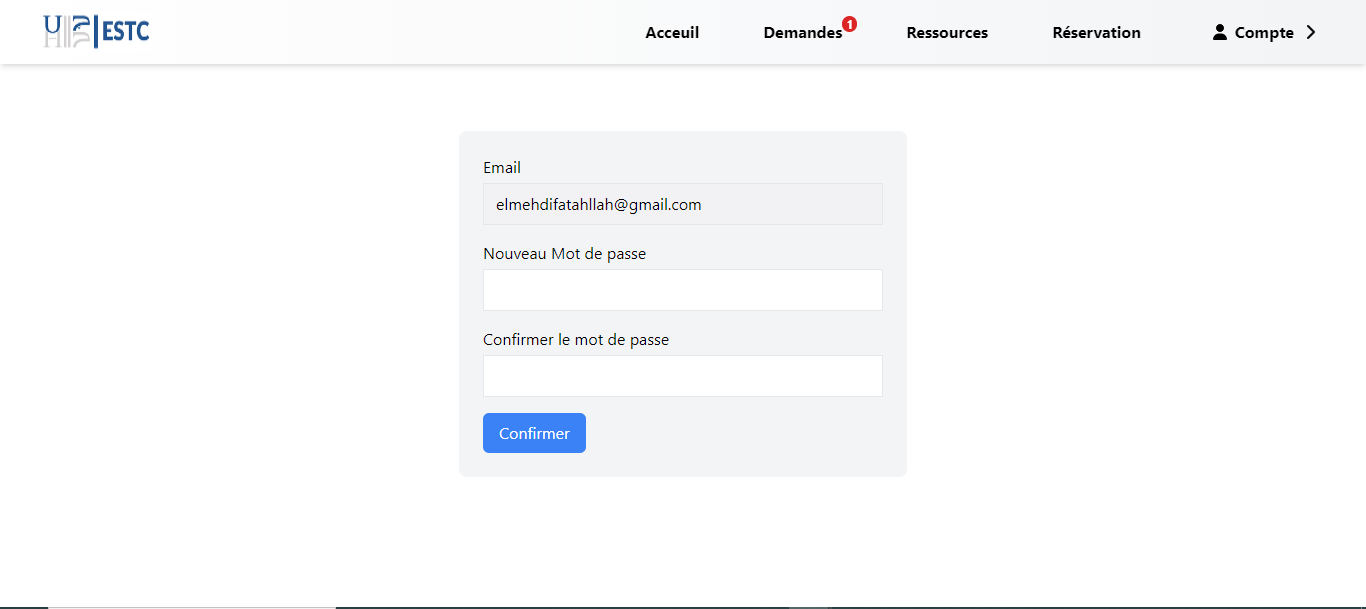 UH2C ESTC
Acceuil
Demandes 1
Ressources
Réservation
Compte
Email
elmehdifatahllah@gmail.com
Nouveau Mot de passe
Confirmer le mot de passe
Confirmer